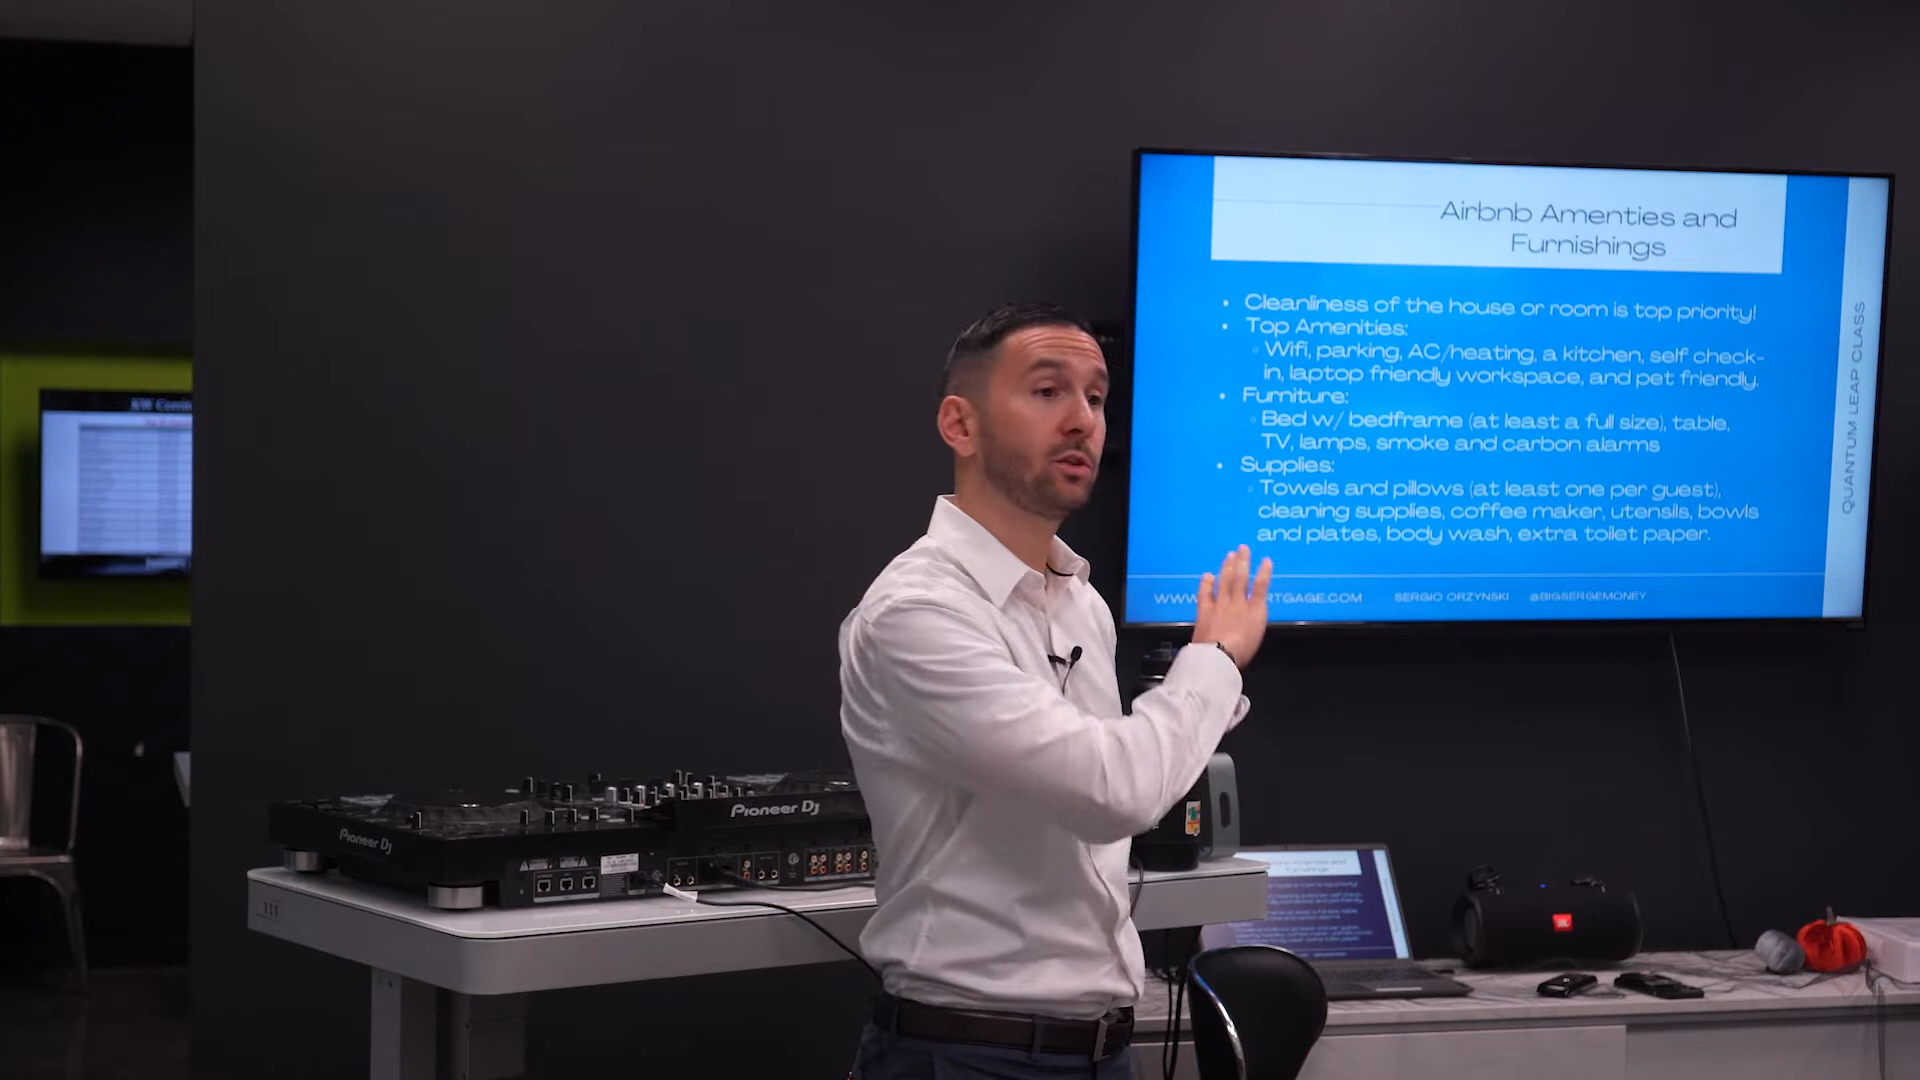 Airbnb Amenties and
Furnishings
• Cleanliness of the house or room is top priority!
• Top Amenities:
◦ Wifi, parking, AC/heating, a kitchen, self check-
in, laptop friendly workspace, and pet friendly.
• Furniture:
◦ Bed w/ bedframe (at least a full size), table,
TV, lamps, smoke and carbon alarms
• Supplies:
◦ Towels and pillows (at least one per guest),
cleaning supplies, coffee maker, utensils, bowls
and plates, body wash, extra toilet paper.
SERGIO ORZYNSKI
@BIGSERGEMONEY
QUANTUM LEAP CLASS
Pioneer Dj
Pioneer Dj
JBL